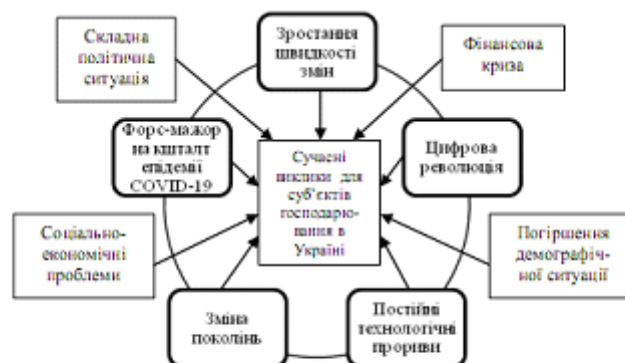 Складна
політична
ситуація
Зростання
швидкості
змін
Фінансова
криза
Форс-мажор
на кшталт
епідемії
COVID-19
Сучасні
виклики для
суб'єктів
господарю-
вання в
Україні
Цифрова
революція
Соціально-
економічні
проблеми
Погіршення
демографіч-
ної ситуації
Зміна
поколінь
Постійні
технологічні
прориви